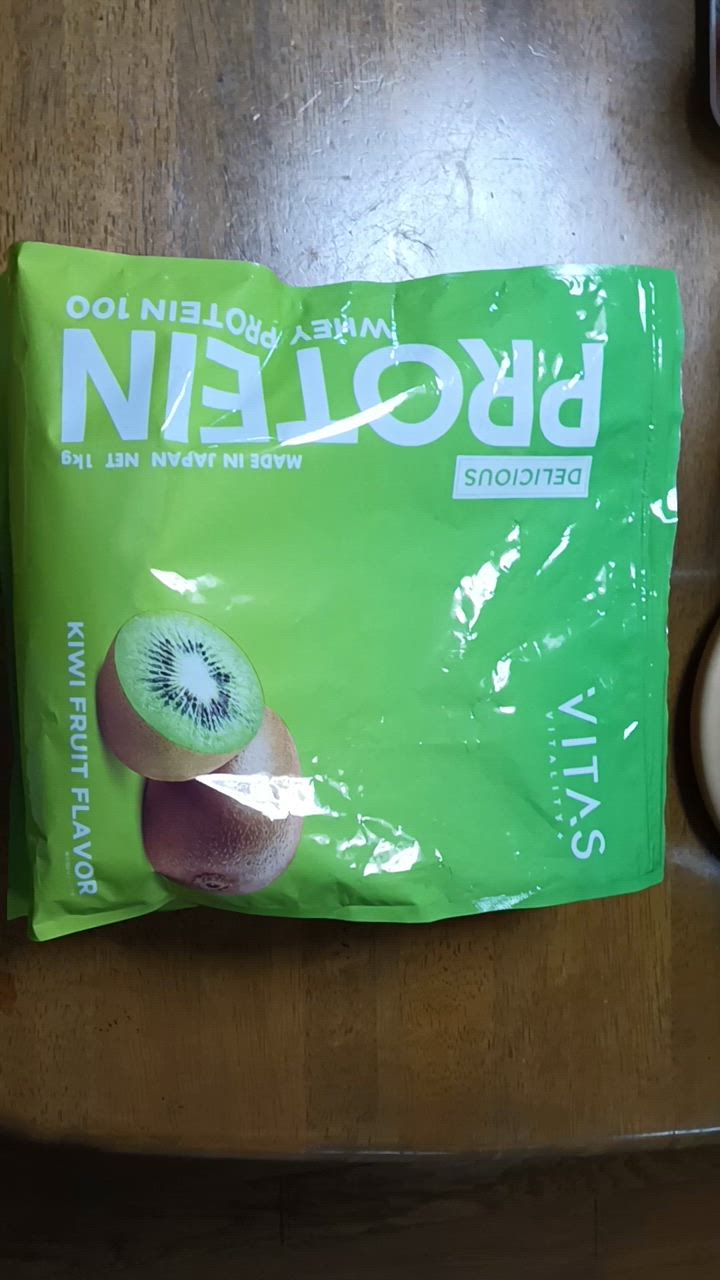 VITAS
VITALITY+
DELICIOUS
PROTEIN
WHEY PROTEIN 100
MADE IN JAPAN NET 1kg
KIWI FRUIT FLAVOR